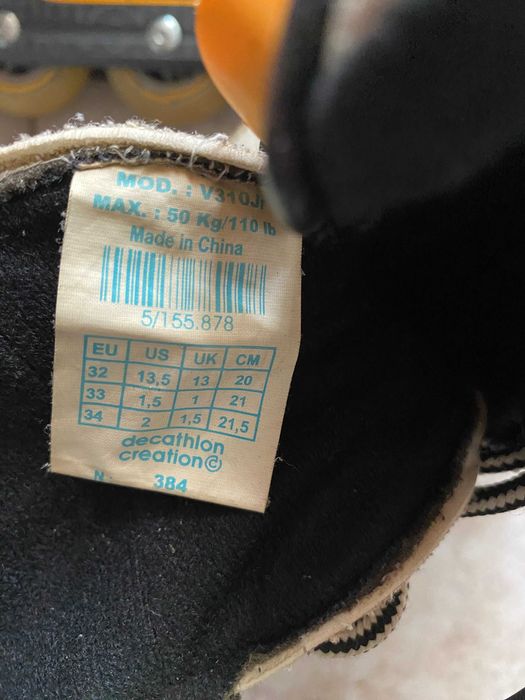 MOD. : V310J
MAX. : 50 Kg/110 lb
Made in China
5/155.878
EU US UK CM
32 13,5 13 20
33 1,5 1 21
34 2 1,5 21,5
decathlon
creation©
N 384